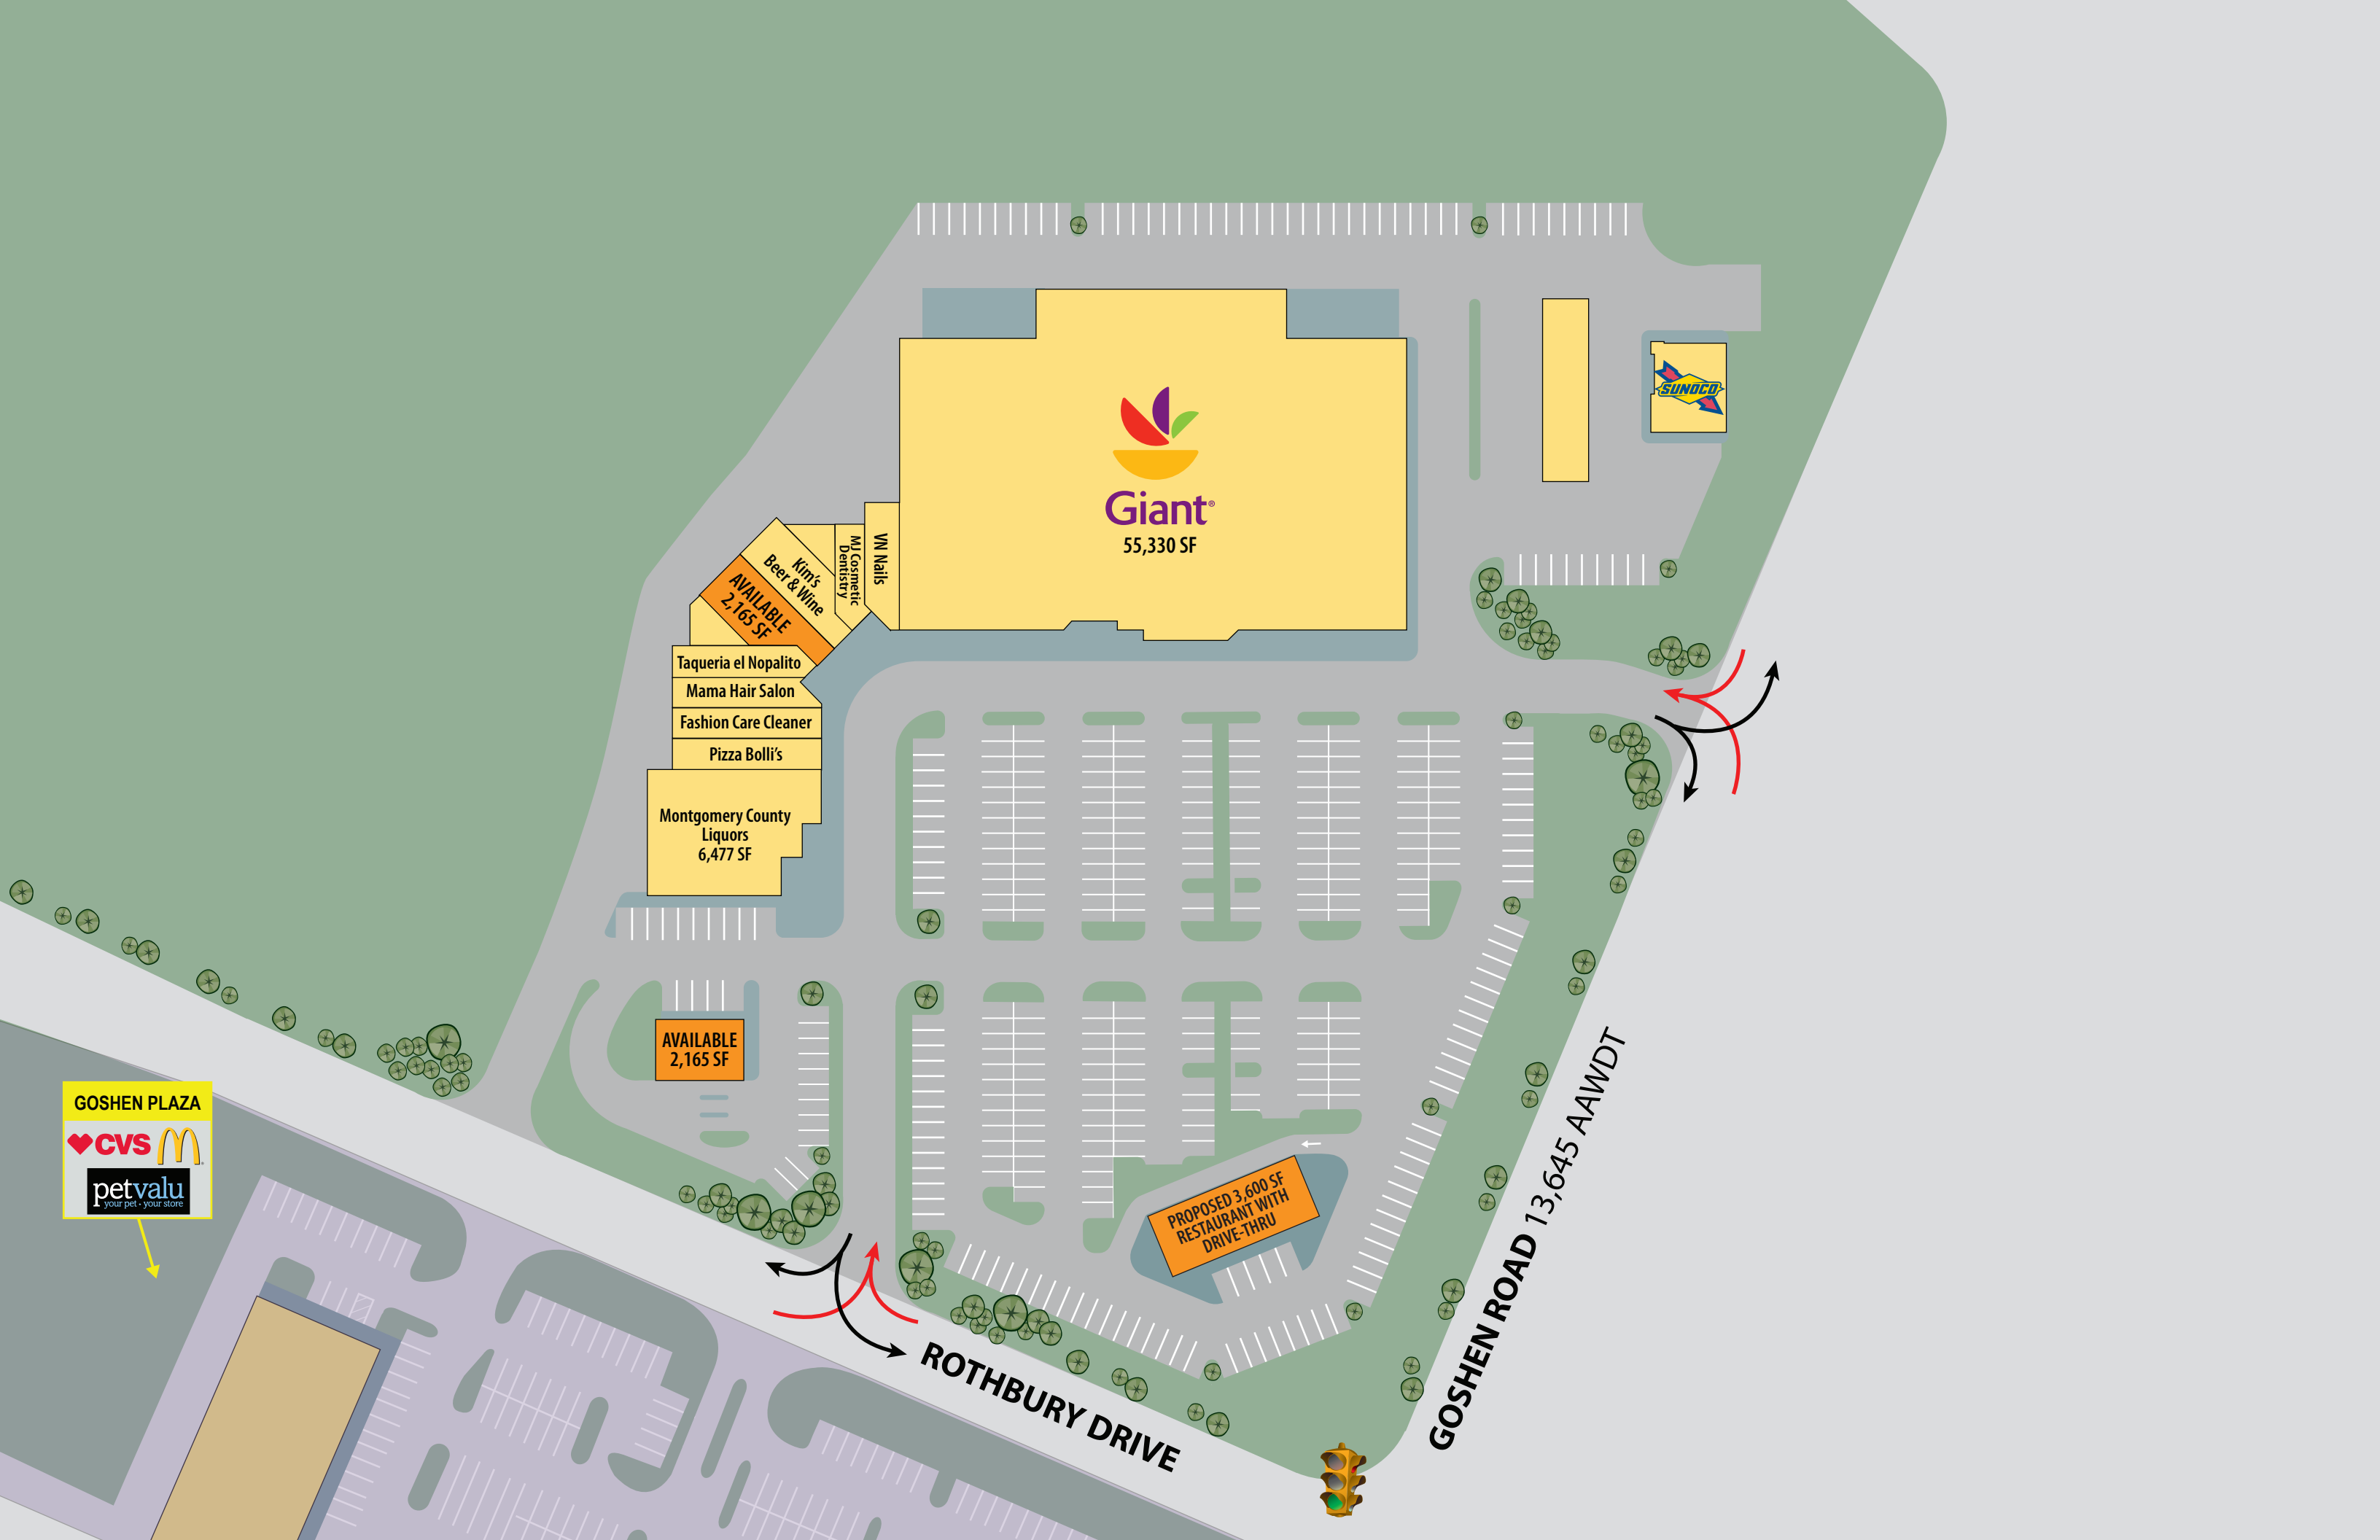 SUNOCO
Giant®
55,330 SF
VN Nails
MJ Cosmetic
Dentistry
Kim's
Beer & Wine
AVAILABLE
2,165 SF
Taqueria el Nopalito
Mama Hair Salon
Fashion Care Cleaner
Pizza Bolli's
Montgomery County
Liquors
6,477 SF
AVAILABLE
2,165 SF
PROPOSED 3,600 SF
RESTAURANT WITH
DRIVE-THRU
GOSHEN PLAZA
CVS
petvalu
your pet - your store
ROTHBURY DRIVE
GOSHEN ROAD 13,645 AAWDT